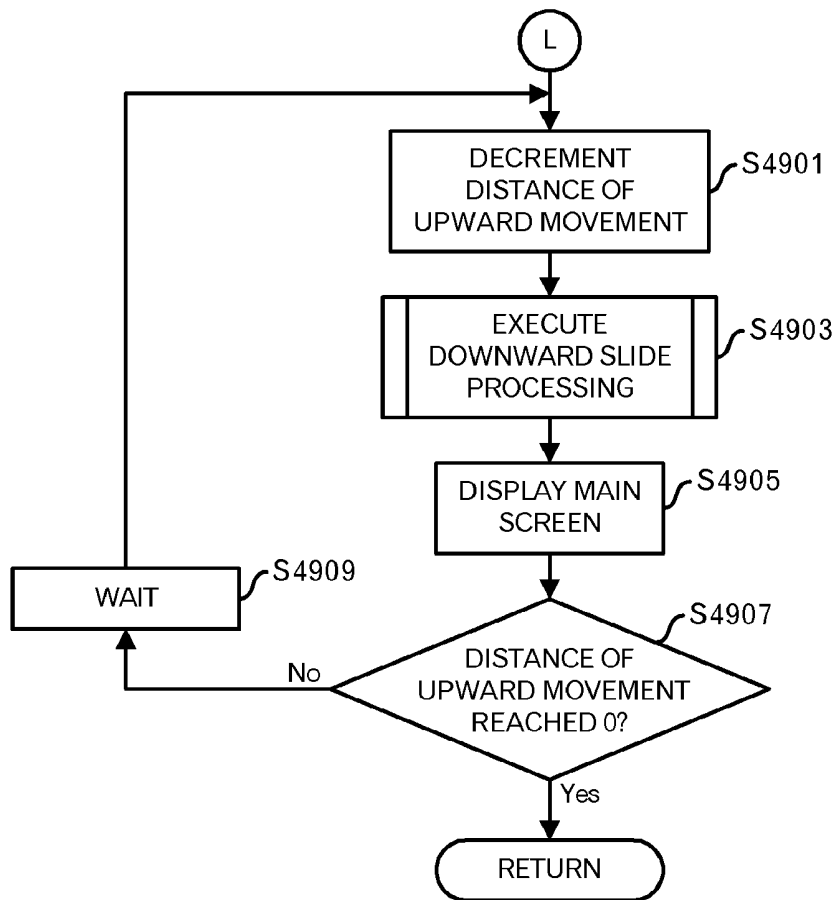 L
DECREMENT
DISTANCE OF
UPWARD MOVEMENT
S4901
EXECUTE
DOWNWARD SLIDE
PROCESSING
S4903
DISPLAY MAIN
SCREEN
S4905
WAIT
S4909
DISTANCE OF
UPWARD MOVEMENT
REACHED 0?
S4907
No
Yes
RETURN